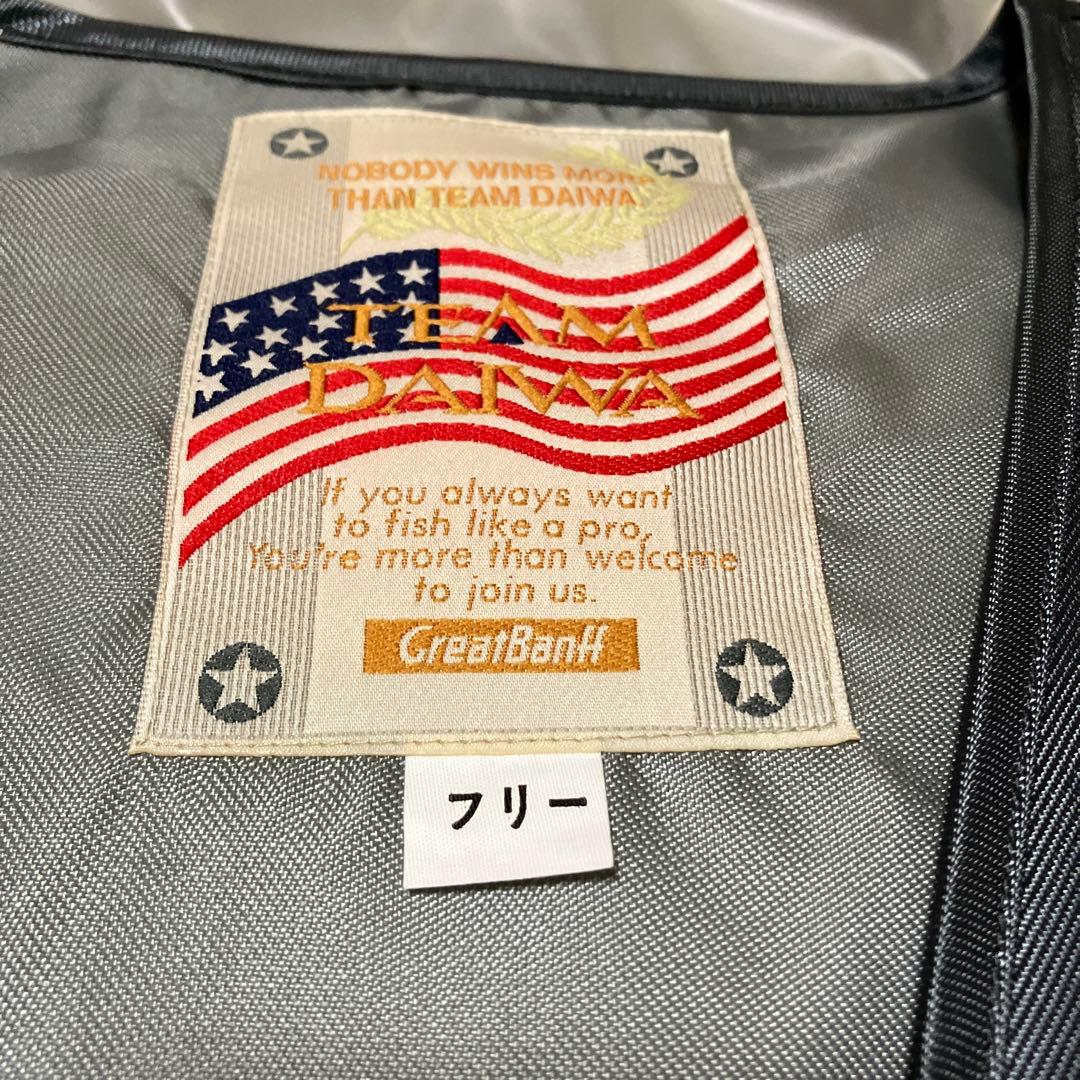 NOBODY WINS MORE
THAN TEAM DAIWA
TEAM
DAIWA
If you always want
to fish like a pro,
You're more than welcome
to join us.
GreatBanH
フリー